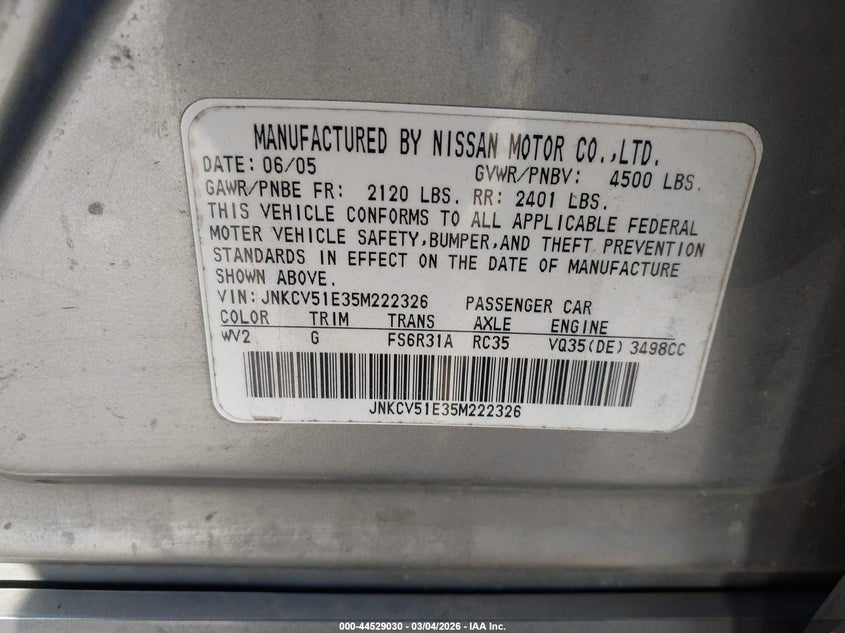 MANUFACTURED BY NISSAN MOTOR CO.,LTD.
DATE: 06/05 GVWR/PNBV: 4500 LBS.
GAWR/PNBE FR: 2120 LBS. RR: 2401 LBS.
THIS VEHICLE CONFORMS TO ALL APPLICABLE FEDERAL
MOTER VEHICLE SAFETY,BUMPER,AND THEFT PREVENTION
STANDARDS IN EFFECT ON THE DATE OF MANUFACTURE
SHOWN ABOVE.
VIN:JNKCV51E35M222326 PASSENGER CAR
COLOR TRIM TRANS AXLE ENGINE
WV2 G FS6R31A RC35 VQ35(DE) 3498CC
JNKCV51E35M222326
000-44529030 - 03/04/2026 - IAA Inc.